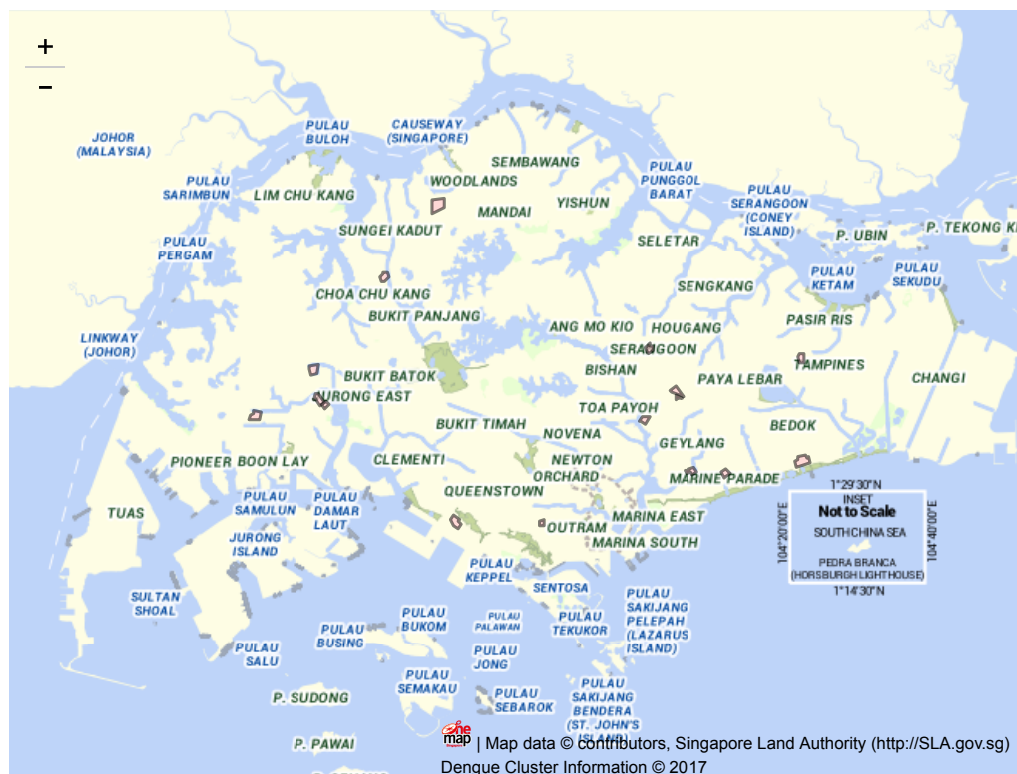 +
−
JOHOR
(MALAYSIA)
PULAU
BULOH
CAUSEWAY
(SINGAPORE)
SEMBAWANG
WOODLANDS
PULAU
PUNGGOL
BARAT
PULAU
SARIMBUN
LIM CHU KANG
MANDAI
YISHUN
PULAU
SERANGOON
(CONEY
ISLAND)
P. UBIN
P. TEKONG K
SUNGEI KADUT
SELETAR
PULAU
PERGAM
PULAU
KETAM
PULAU
SEKUDU
CHOA CHU KANG
SENGKANG
BUKIT PANJANG
PASIR RIS
ANG MO KIO
HOUGANG
LINKWAY
(JOHOR)
SERANGOON
TAMPINES
BISHAN
BUKIT BATOK
PAYA LEBAR
CHANGI
JURONG EAST
TOA PAYOH
BUKIT TIMAH
BEDOK
NOVENA
GEYLANG
PIONEER
BOON LAY
CLEMENTI
NEWTON
ORCHARD
MARINE PARADE
QUEENSTOWN
TUAS
PULAU
SAMULUN
PULAU
DAMAR
LAUT
MARINA EAST
OUTRAM
MARINA SOUTH
JURONG
ISLAND
1°29'30"N
INSET
Not to Scale
SOUTH CHINA SEA
104°20'00"E
104°40'00"E
PEDRA BRANCA
(HORSBURGH LIGHTHOUSE)
1°14'30"N
PULAU
KEPPEL
SENTOSA
SULTAN
SHOAL
PULAU
BUKOM
PULAU
PALAWAN
PULAU
TEKUKOR
PULAU
SAKIJANG
PELEPAH
(LAZARUS
ISLAND)
PULAU
BUSING
PULAU
SALU
PULAU
JONG
PULAU
SEMAKAU
PULAU
SEBAROK
PULAU
SAKIJANG
BENDERA
(ST. JOHN'S
ISLAND)
P. SUDONG
P. PAWAI
one
map
| Map data © contributors, Singapore Land Authority (http://SLA.gov.sg)
Dengue Cluster Information © 2017